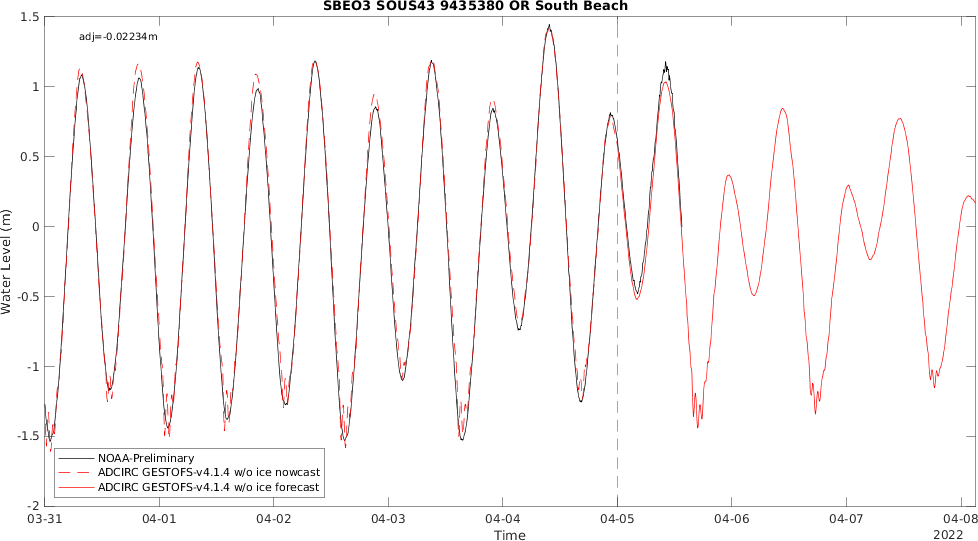 SBEO3 SOUS43 9435380 OR South Beach
adj=-0.02234m
1.5
1
0.5
0
-0.5
-1
-1.5
-2
Water Level (m)
NOAA-Preliminary
ADCIRC GESTOFS-v4.1.4 w/o ice nowcast
ADCIRC GESTOFS-v4.1.4 w/o ice forecast
03-31 04-01 04-02 04-03 04-04 04-05 04-06 04-07 04-08
Time
2022